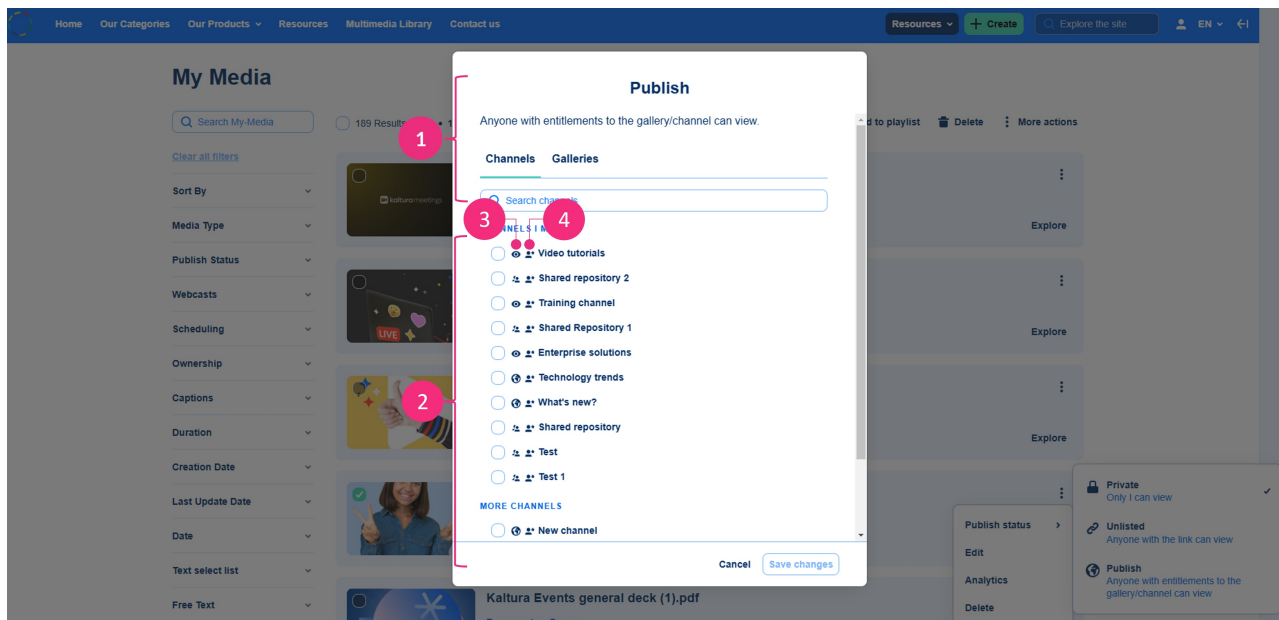 Home Our Categories Our Products Resources Multimedia Library Contact us Resources + Create Explore the site EN
My Media
Search My-Media
189 Results
d to playlist Delete More actions
Clear all filters
Sort By
Media Type
Publish Status
Webcasts
Scheduling
Ownership
Captions
Duration
Creation Date
Last Update Date
Date
Text select list
Free Text
kaltura meetings
LIVE
Explore
Explore
Explore
Kaltura Events general deck (1).pdf
Publish
Anyone with entitlements to the gallery/channel can view.
Channels Galleries
Search channels
1
3
4
2
Video tutorials
Shared repository 2
Training channel
Shared Repository 1
Enterprise solutions
Technology trends
What's new?
Shared repository
Test
Test 1
MORE CHANNELS
New channel
Cancel Save changes
Publish status
Edit
Analytics
Delete
Private
Only I can view
Unlisted
Anyone with the link can view
Publish
Anyone with entitlements to the
gallery/channel can view